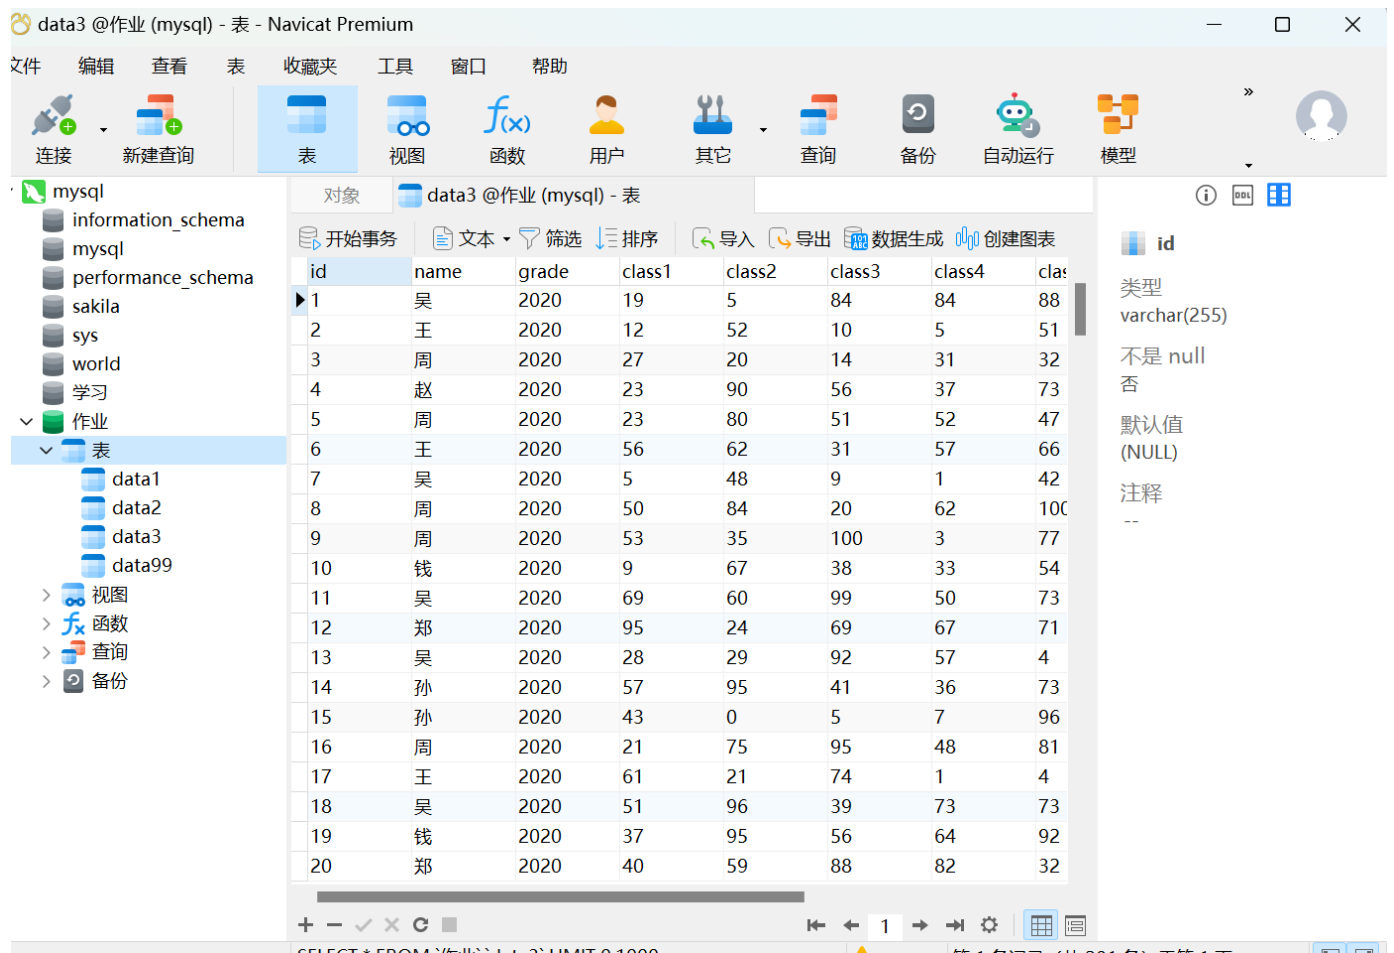 data3 @作业 (mysql) - 表 - Navicat Premium
文件 编辑 查看 表 收藏夹 工具 窗口 帮助
连接 新建查询 表 视图 函数 用户 其它 查询 备份 自动运行 模型
mysql
information_schema
mysql
performance_schema
sakila
sys
world
学习
作业
表
data1
data2
data3
data99
视图
函数
查询
备份
对象 data3 @作业 (mysql) - 表
开始事务 文本 筛选 排序 导入 导出 数据生成 创建图表
id name grade class1 class2 class3 class4 clas
1 吴 2020 19 5 84 84 88
2 王 2020 12 52 10 5 51
3 周 2020 27 20 14 31 32
4 赵 2020 23 90 56 37 73
5 周 2020 23 80 51 52 47
6 王 2020 56 62 31 57 66
7 吴 2020 5 48 9 1 42
8 周 2020 50 84 20 62 100
9 周 2020 53 35 100 3 77
10 钱 2020 9 67 38 33 54
11 吴 2020 69 60 99 50 73
12 郑 2020 95 24 69 67 71
13 吴 2020 28 29 92 57 4
14 孙 2020 57 95 41 36 73
15 孙 2020 43 0 5 7 96
16 周 2020 21 75 95 48 81
17 王 2020 61 21 74 1 4
18 吴 2020 51 96 39 73 73
19 钱 2020 37 95 56 64 92
20 郑 2020 40 59 88 82 32
1
id
类型
varchar(255)
不是 null
否
默认值
(NULL)
注释
--